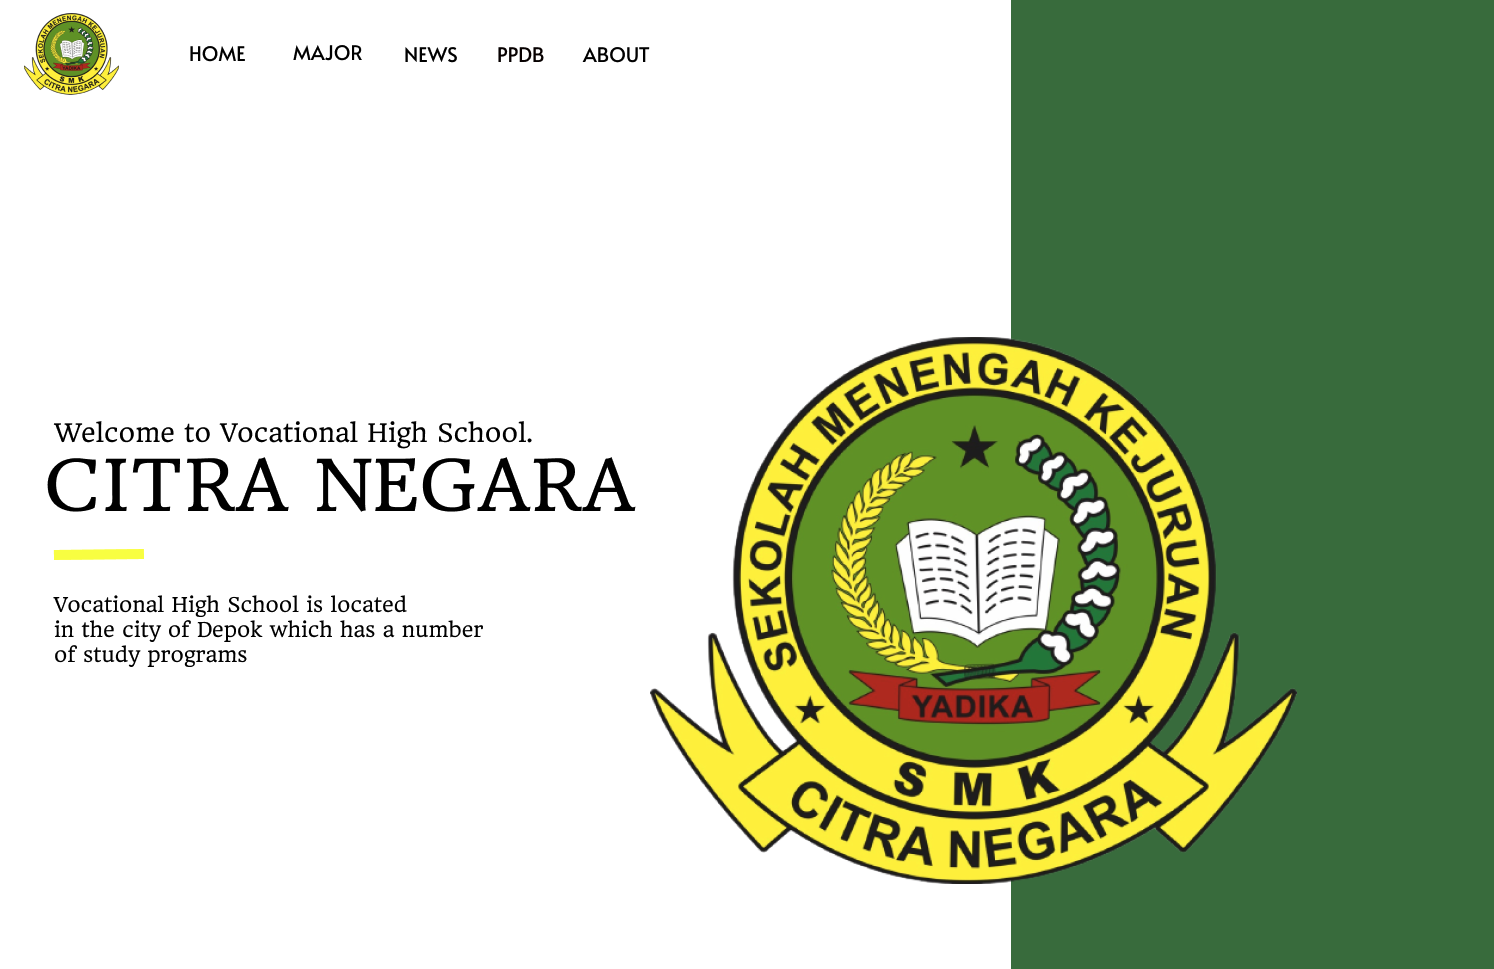 SEKOLAH MENENGAH KEJURUAN
YADIKA
SMK
CITRA NEGARA
HOME
MAJOR
NEWS
PPDB
ABOUT
Welcome to Vocational High School.
CITRA NEGARA
Vocational High School is located
in the city of Depok which has a number
of study programs
SEKOLAH MENENGAH KEJURUAN
YADIKA
S M K
CITRA NEGARA